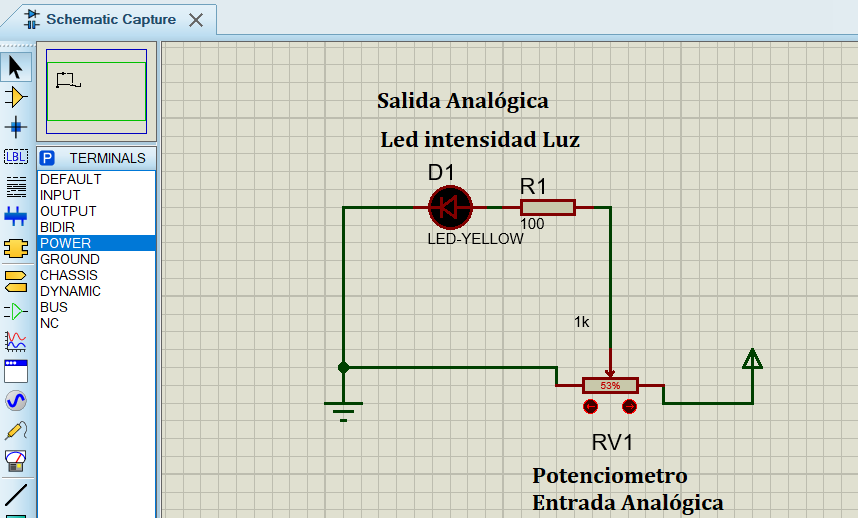 Schematic Capture
LBL
P TERMINALS
DEFAULT
INPUT
OUTPUT
BIDIR
POWER
GROUND
CHASSIS
DYNAMIC
BUS
NC
Salida Analógica
Led intensidad Luz
D1
R1
100
LED-YELLOW
1k
53%
RV1
Potenciometro
Entrada Analógica